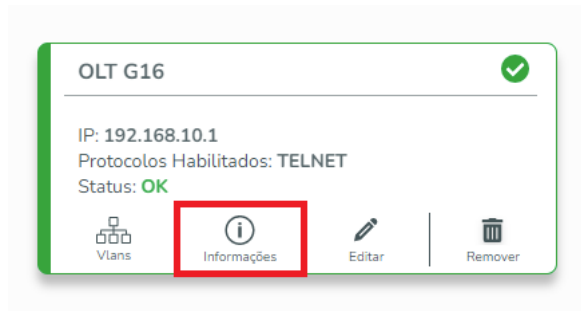 OLT G16
IP: 192.168.10.1
Protocolos Habilitados: TELNET
Status: OK
Vlans Informações Editar Remover